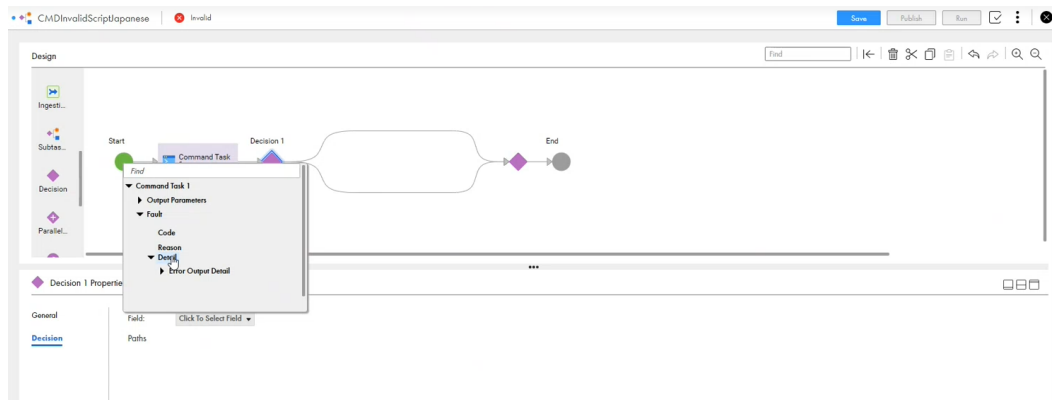 CMDInvalidScriptJapanese
Invalid
Save
Publish
Run
Design
Find
Ingesti...
Subtas...
Decision
Parallel...
Start
Command Task
Decision 1
End
Find
Command Task 1
Output Parameters
Fault
Code
Reason
Detail
Error Output Detail
Decision 1 Propertie
General
Decision
Field:
Click To Select Field
Paths